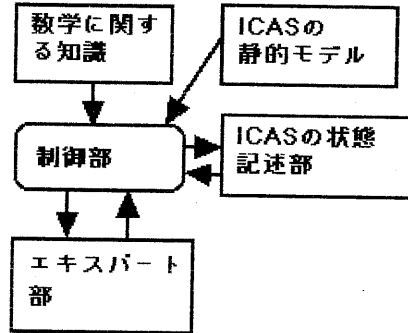 数学に関す
る知識
ICASの
静的モデル
制御部
ICASの状態
記述部
エキスパート
部